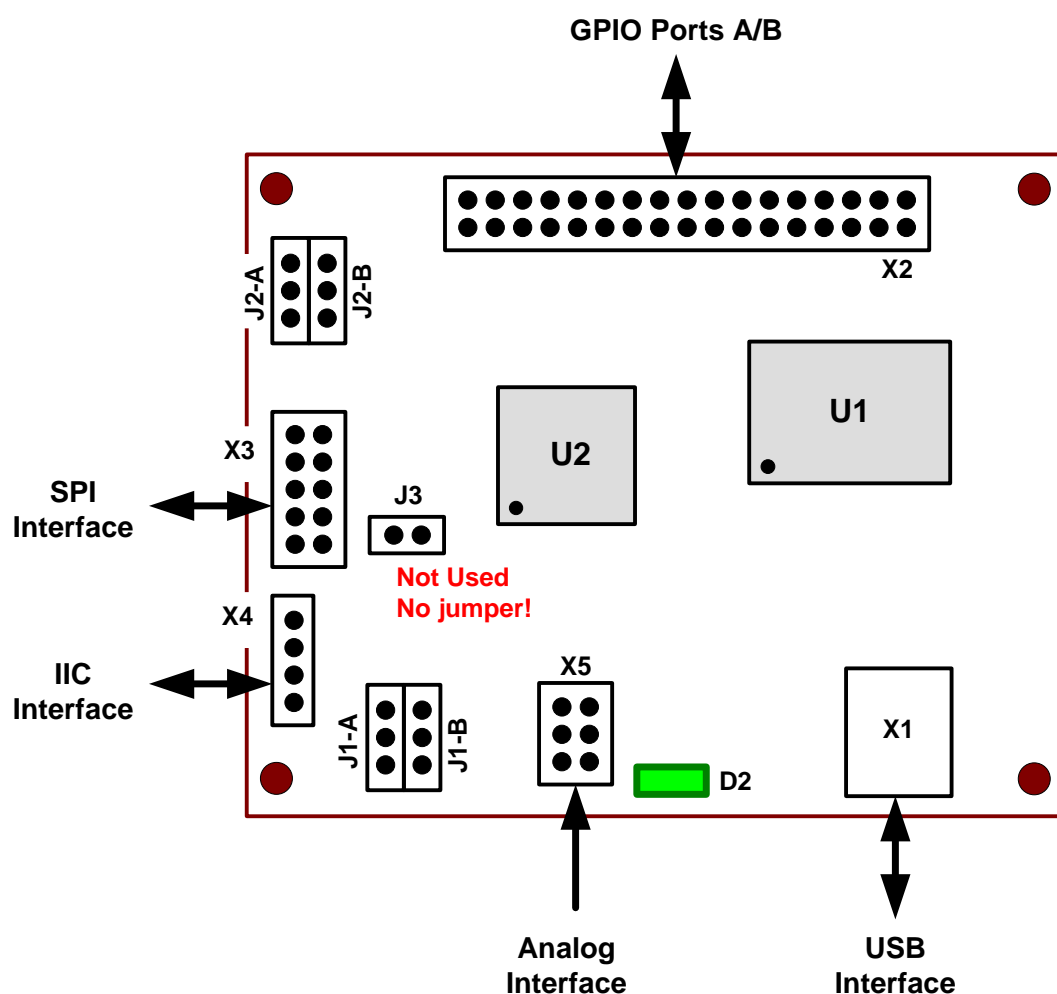 GPIO Ports A/B
X2
J2-A
J2-B
U1
U2
X3
J3
SPI
Interface
Not Used
No jumper!
X4
IIC
Interface
X5
J1-A
J1-B
X1
D2
Analog
Interface
USB
Interface